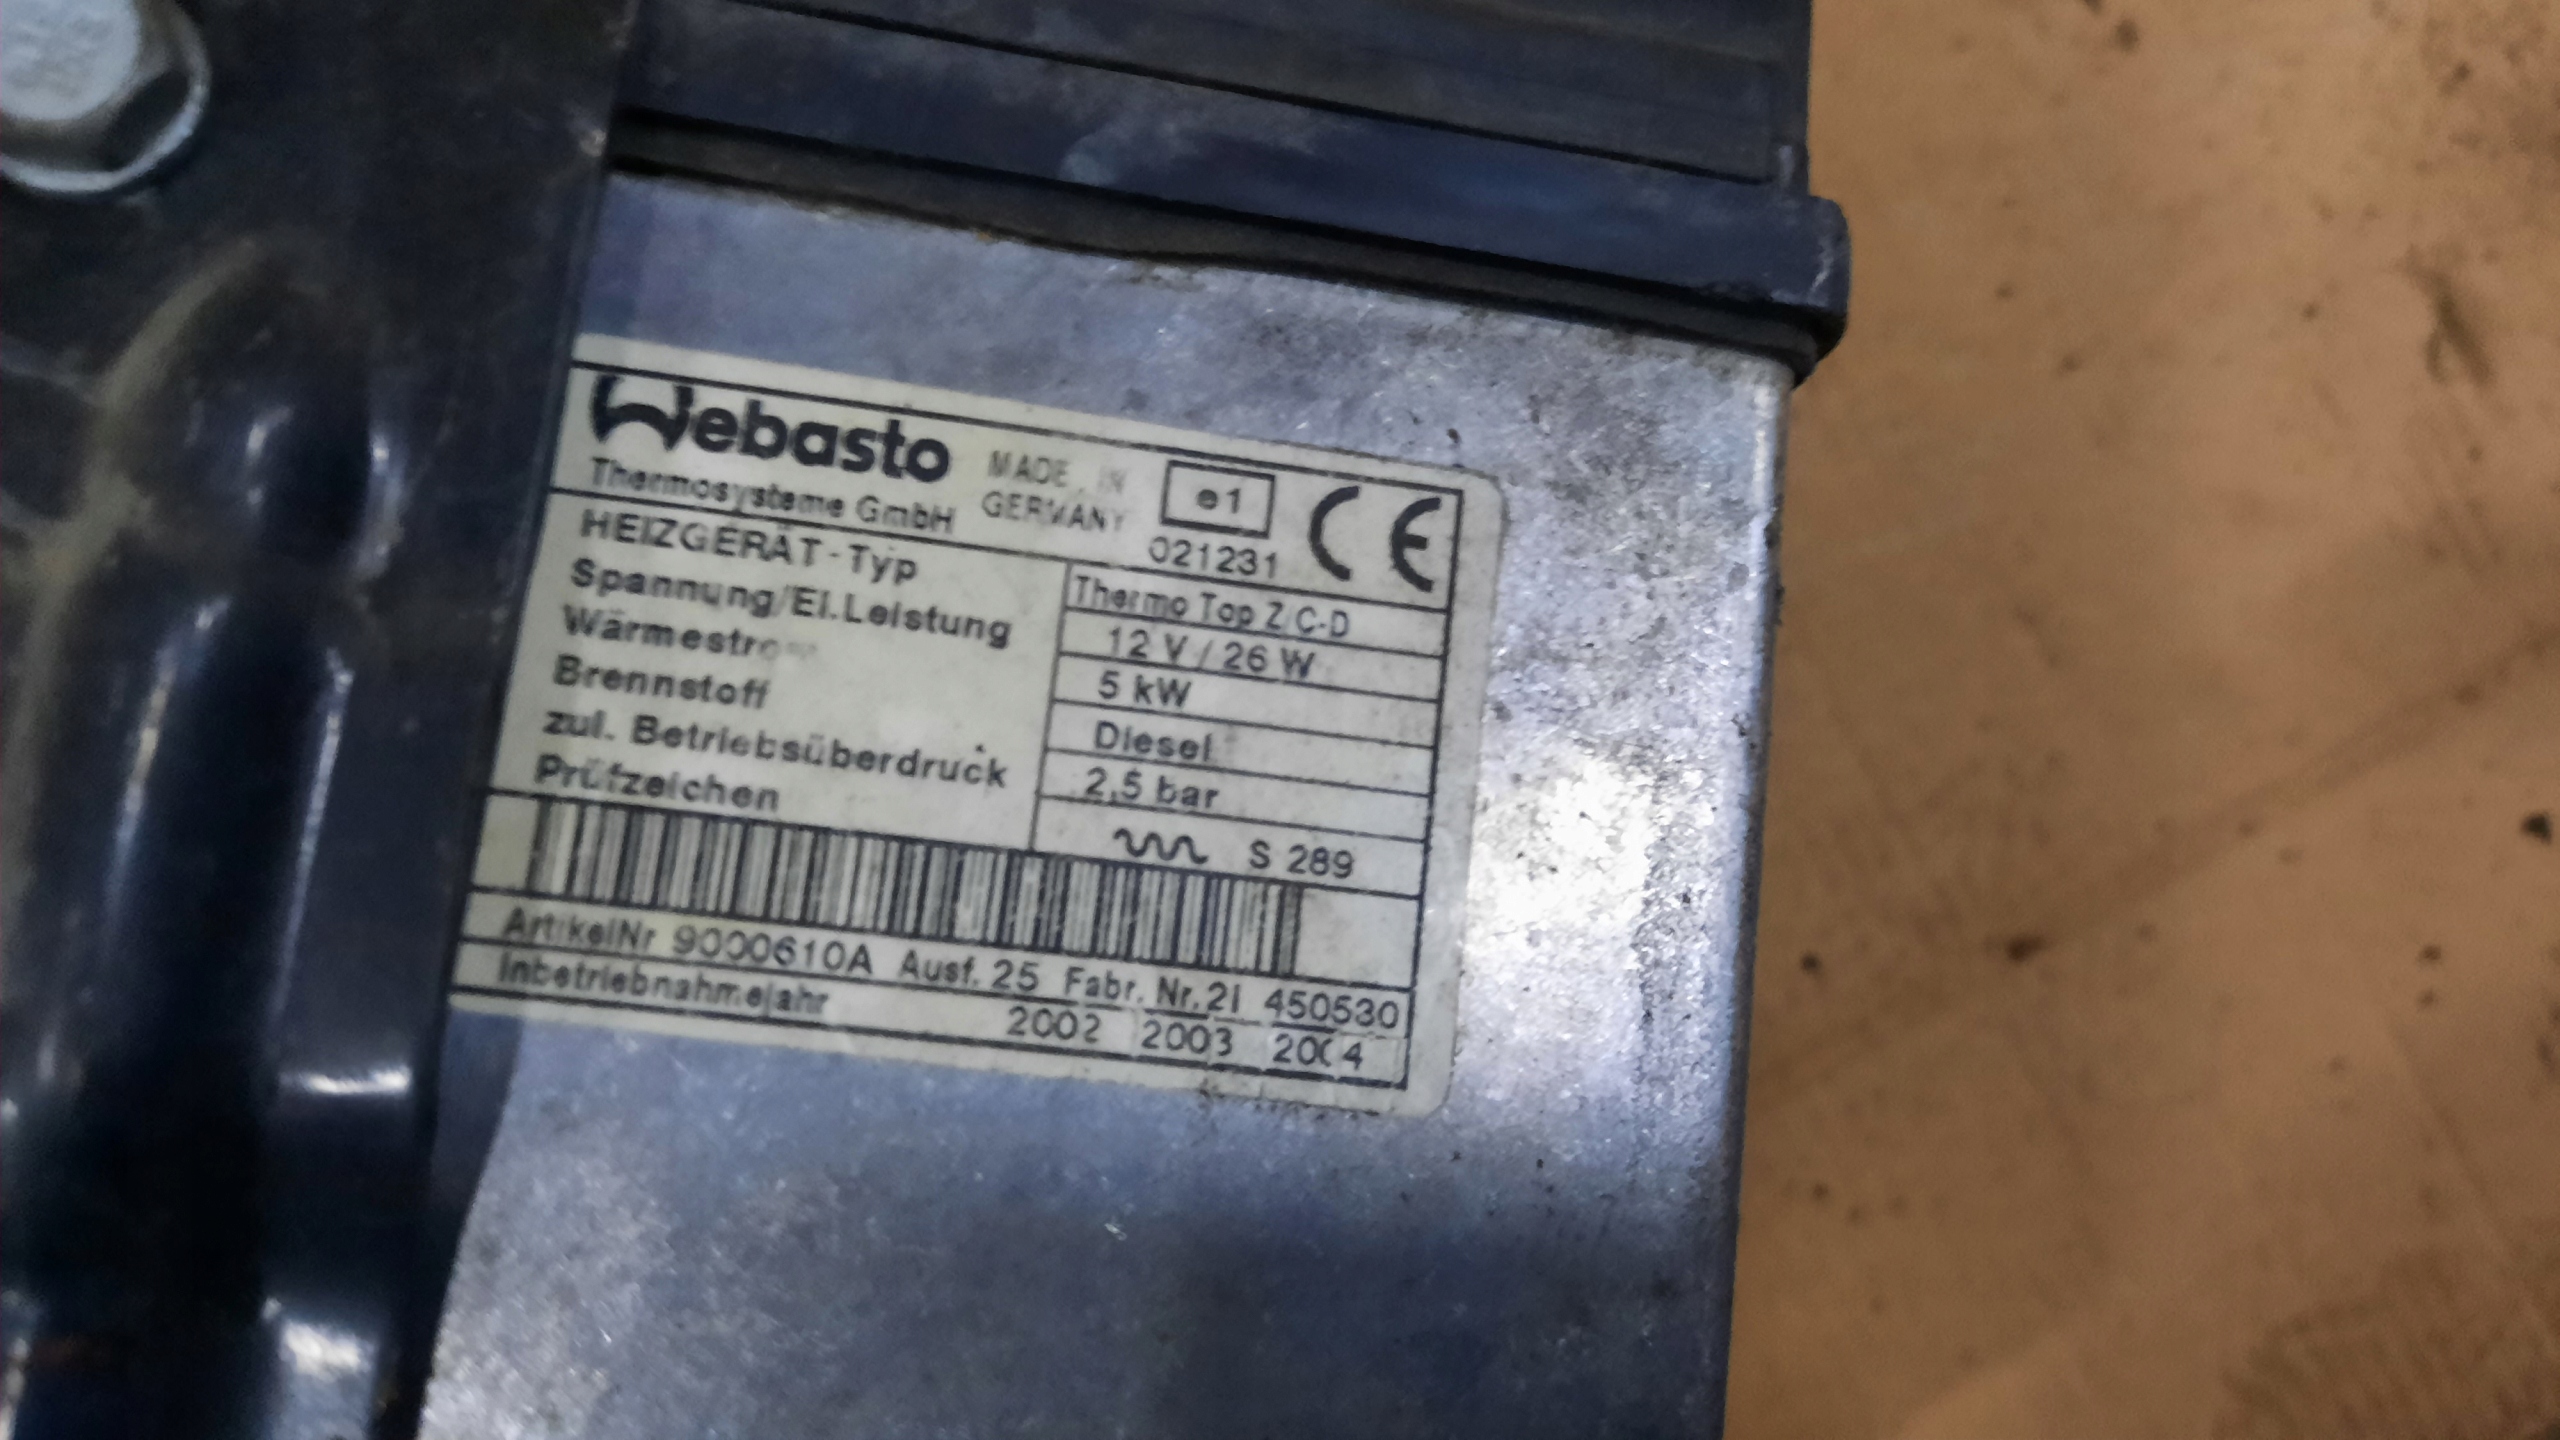 Webasto
Thermosysteme GmbH
MADE IN
GERMANY
e1
021231
CE
HEIZGERÄT-Typ
Thermo Top Z/C-D
Spannung/El.Leistung
12 V / 26 W
Wärmestrom
5 kW
Brennstoff
Diesel
zul. Betriebsüberdruck
2,5 bar
Prüfzeichen
S 289
ArtikelNr 9000610A Ausf. 25 Fabr. Nr.21 450530
Inbetriebnahmejahr 2002 2003 2004